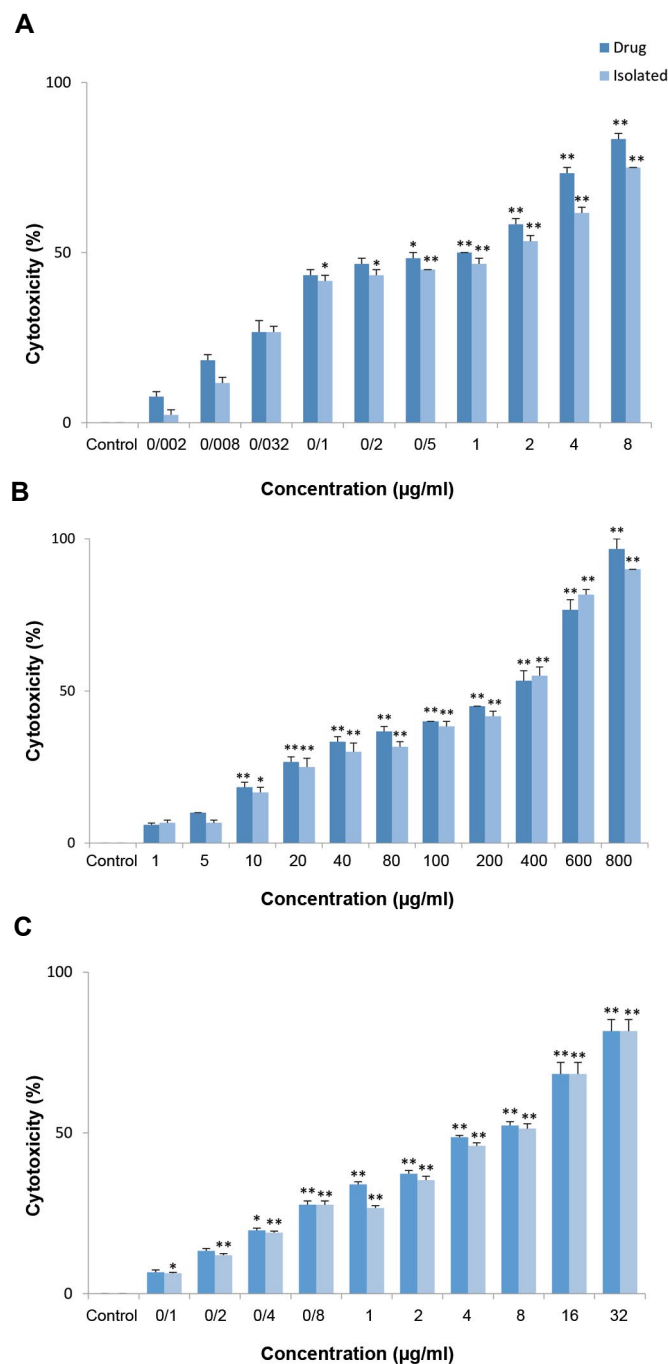 A
Drug
Isolated
100
50
0
Cytotoxicity (%)
** **
** **
** **
** **
* **
*
*
Control 0/002 0/008 0/032 0/1 0/2 0/5 1 2 4 8
Concentration (µg/ml)
B
100
50
0
Cytotoxicity (%)
** *
** **
** **
** **
** **
** **
** **
** **
** **
Control 1 5 10 20 40 80 100 200 400 600 800
Concentration (µg/ml)
C
100
50
0
Cytotoxicity (%)
*
**
* **
** **
** **
** **
** **
** **
** **
** **
Control 0/1 0/2 0/4 0/8 1 2 4 8 16 32
Concentration (µg/ml)